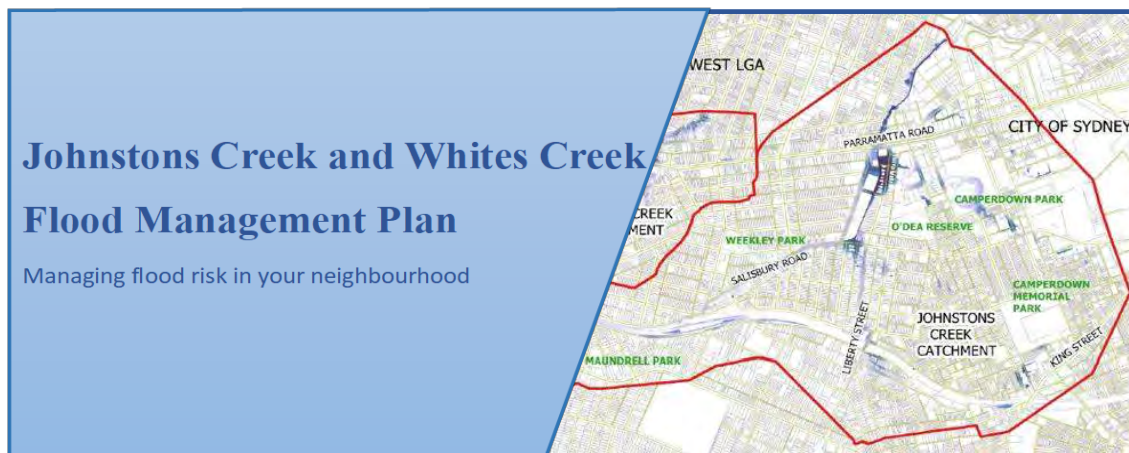 Johnstons Creek and Whites Creek
Flood Management Plan
Managing flood risk in your neighbourhood
WEST LGA
PARRAMATTA ROAD
CITY OF SYDNEY
CAMPERDOWN PARK
O'DEA RESERVE
CREEK
MENT
WEEKLEY PARK
SALISBURY ROAD
CAMPERDOWN
MEMORIAL
PARK
JOHNSTONS
CREEK
CATCHMENT
LIBERTY STREET
KING STREET
MAUNDRELL PARK